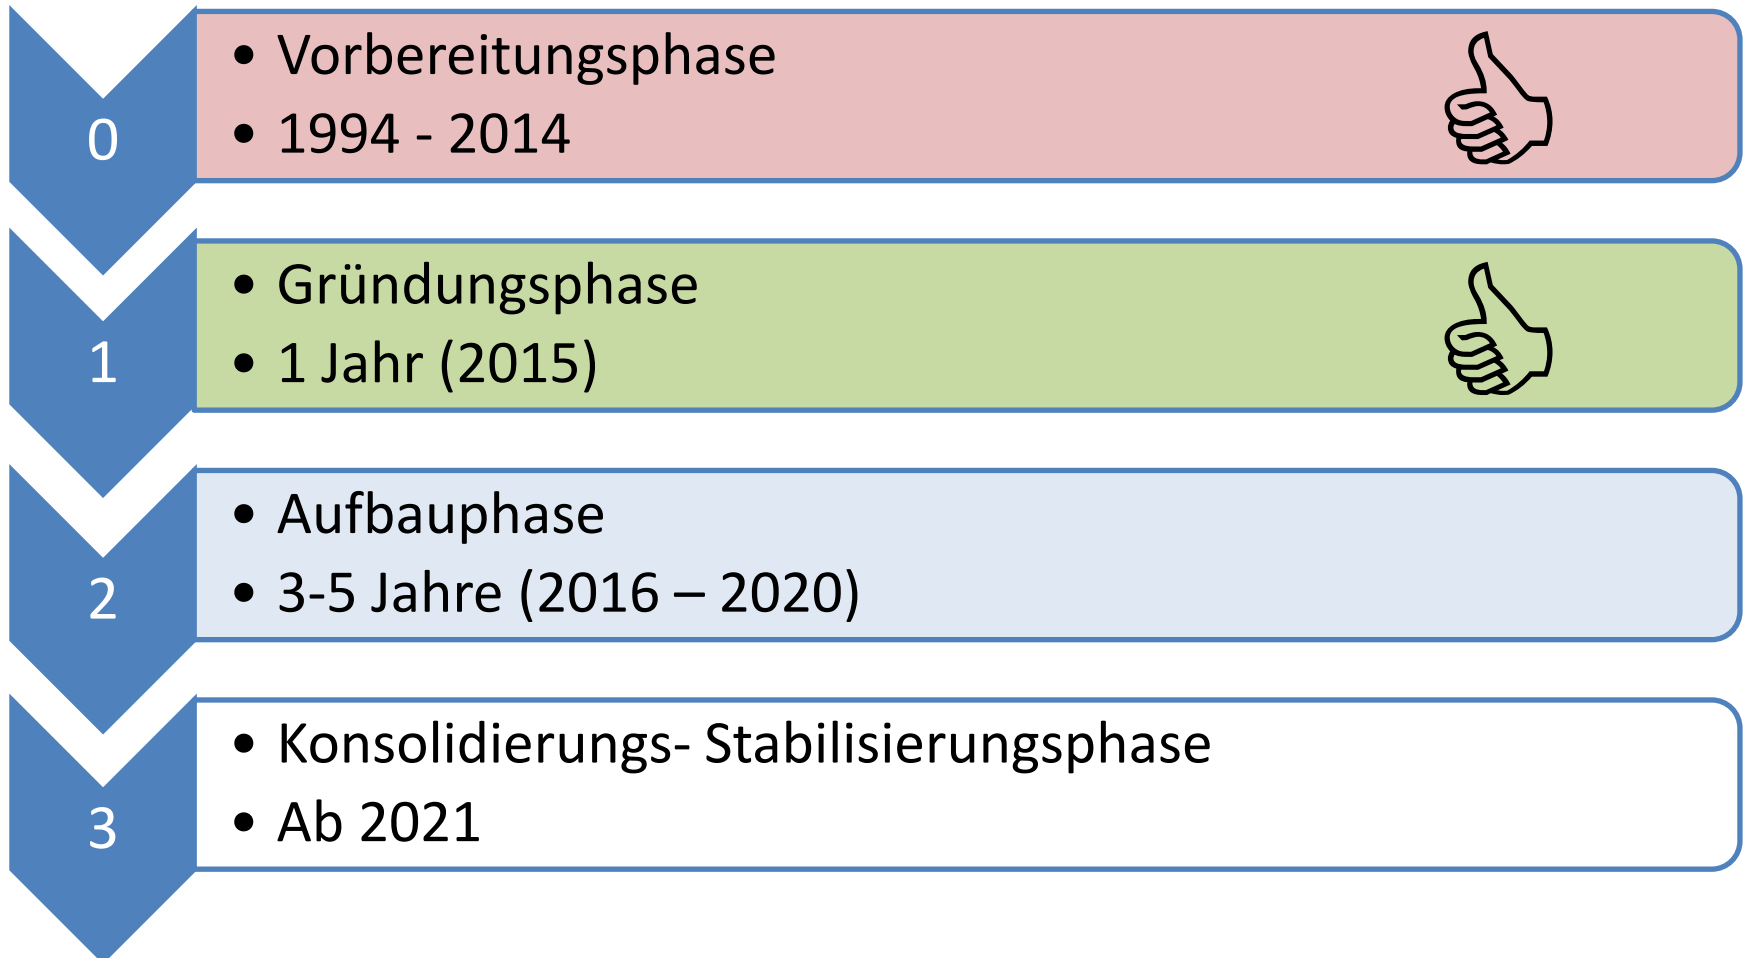 0
• Vorbereitungsphase
• 1994 - 2014
1
• Gründungsphase
• 1 Jahr (2015)
2
• Aufbauphase
• 3-5 Jahre (2016 – 2020)
3
• Konsolidierungs- Stabilisierungsphase
• Ab 2021